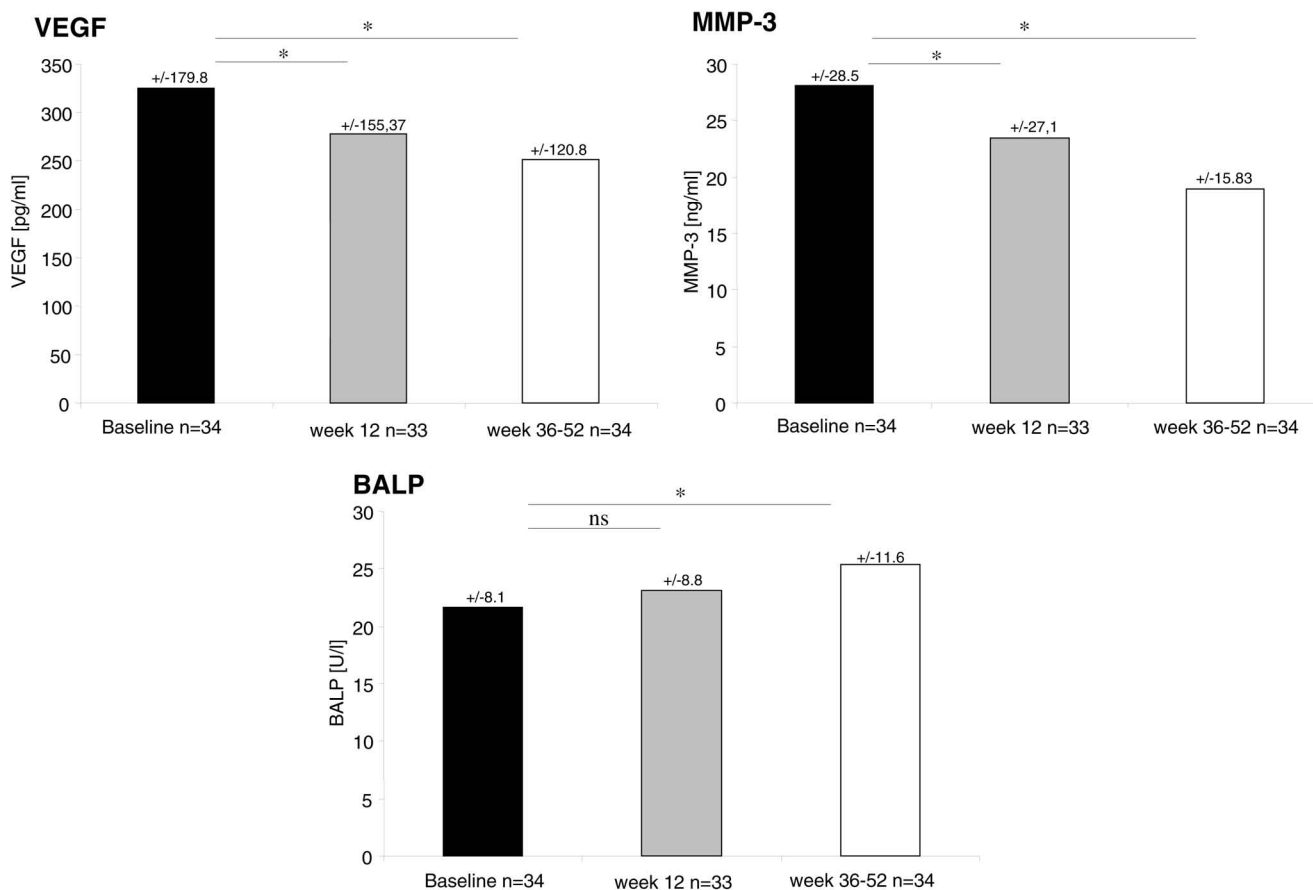 VEGF
*
*
350
300
250
200
150
100
50
0
VEGF [pg/ml]
+/-179.8
+/-155,37
+/-120.8
Baseline n=34
week 12 n=33
week 36-52 n=34
MMP-3
*
*
30
25
20
15
10
5
0
MMP-3 [ng/ml]
+/-28.5
+/-27,1
+/-15.83
Baseline n=34
week 12 n=33
week 36-52 n=34
BALP
*
ns
30
25
20
15
10
5
0
BALP [U/l]
+/-8.1
+/-8.8
+/-11.6
Baseline n=34
week 12 n=33
week 36-52 n=34